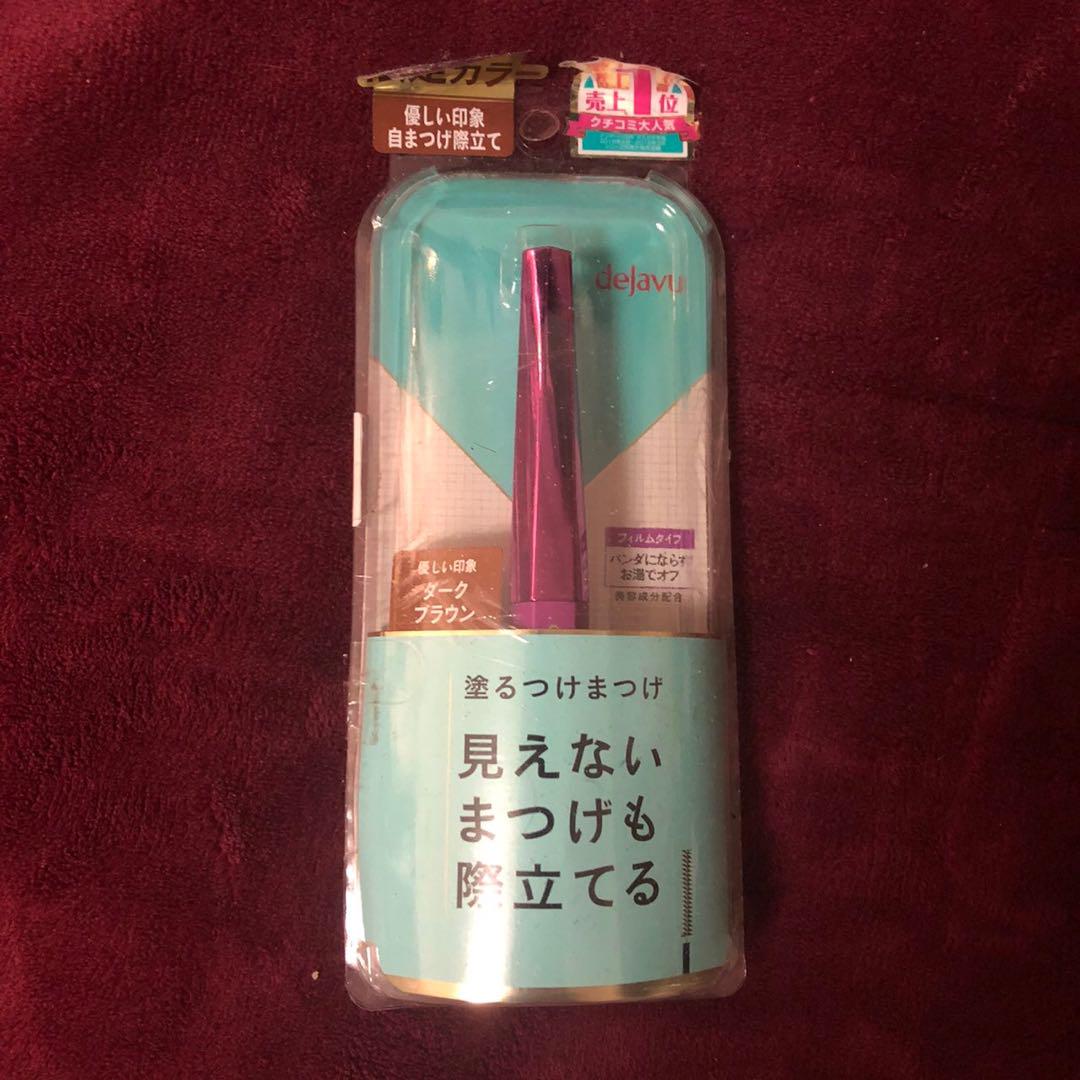 カラー
優しい印象
自まつげ際立て
売上1位
クチコミ大人気
dejavu
フィルムタイプ
パンダにならず
お湯でオフ
美容成分配合
優しい印象
ダーク
ブラウン
塗るつけまつげ
見えない
まつげも
際立てる